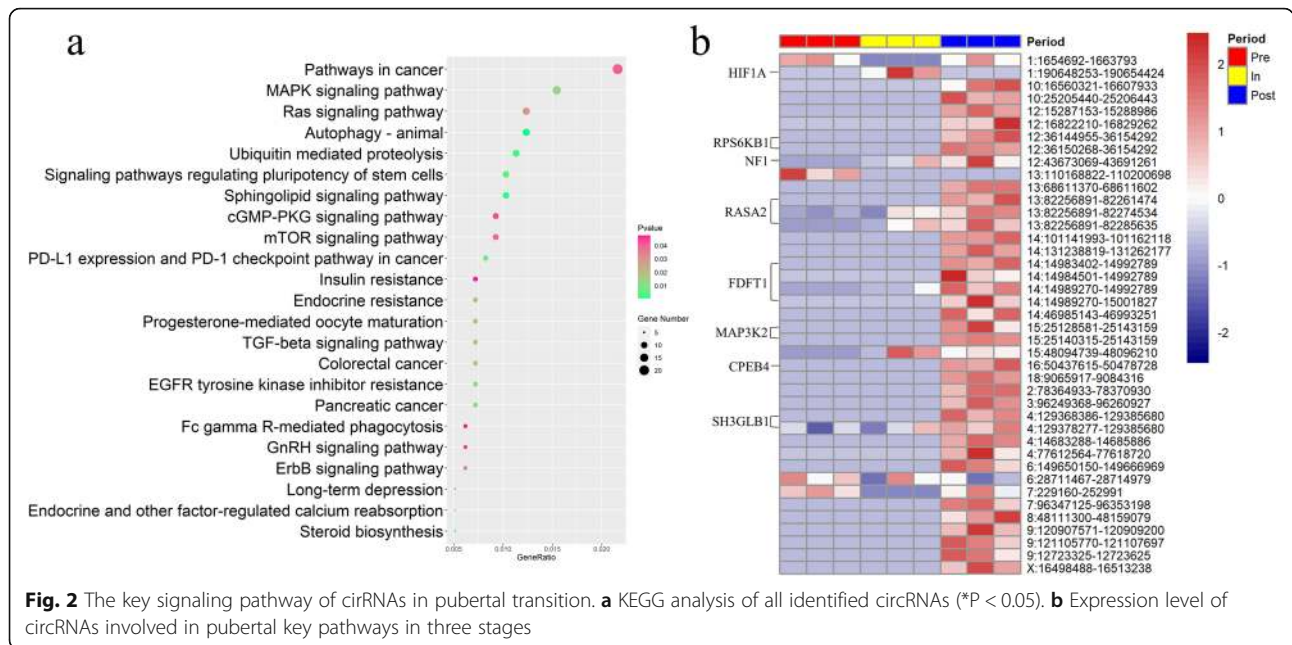 a
Pathways in cancer
MAPK signaling pathway
Ras signaling pathway
Autophagy - animal
Ubiquitin mediated proteolysis
Signaling pathways regulating pluripotency of stem cells
Sphingolipid signaling pathway
cGMP-PKG signaling pathway
mTOR signaling pathway
PD-L1 expression and PD-1 checkpoint pathway in cancer
Insulin resistance
Endocrine resistance
Progesterone-mediated oocyte maturation
TGF-beta signaling pathway
Colorectal cancer
EGFR tyrosine kinase inhibitor resistance
Pancreatic cancer
Fc gamma R-mediated phagocytosis
GnRH signaling pathway
ErbB signaling pathway
Long-term depression
Endocrine and other factor-regulated calcium reabsorption
Steroid biosynthesis
0.005 0.010 0.015 0.020
GeneRatio
Pvalue
0.04
0.03
0.02
0.01
Gene Number
5
10
15
20
b
HIF1A
RPS6KB1
NF1
RASA2
FDFT1
MAP3K2
CPEB4
SH3GLB1
Period
1:1654692-1663793
1:190648253-190654424
10:16560321-16607933
10:25205440-25206443
12:15287153-15288986
12:16822210-16829262
12:36144955-36154292
12:36150268-36154292
12:43673069-43691261
13:110168822-110200698
13:68611370-68611602
13:82256891-82261474
13:82256891-82274534
13:82256891-82285635
14:101141993-101162118
14:131238819-131262177
14:14983402-14992789
14:14984501-14992789
14:14989270-14992789
14:14989270-15001827
14:46985143-46993251
15:25128581-25143159
15:25140315-25143159
15:48094739-48096210
16:50437615-50478728
18:9065917-9084316
2:78364933-78370930
3:96249368-96260927
4:129368386-129385680
4:129378277-129385680
4:14683288-14685886
4:77612564-77618720
6:149650150-149666969
6:28711467-28714979
7:229160-252991
7:96347125-96353198
8:48111300-48159079
9:120907571-120909200
9:121105770-121107697
9:12723325-12723625
X:16498488-16513238
2
1
0
-1
-2
Period
Pre
In
Post
Fig. 2 The key signaling pathway of cirRNAs in pubertal transition. a KEGG analysis of all identified circRNAs (*P < 0.05). b Expression level of
circRNAs involved in pubertal key pathways in three stages